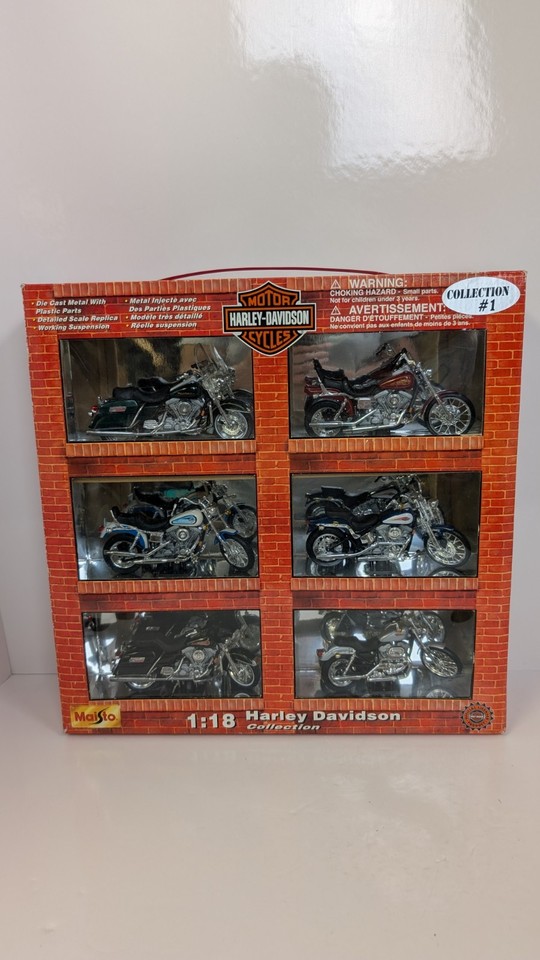 • Die Cast Metal With
Plastic Parts
• Detailed Scale Replica
• Working Suspension
• Metal Injecté avec
Des Parties Plastiques
• Modèle très détaillé
• Réelle suspension
MOTOR
HARLEY-DAVIDSON
CYCLES
⚠ WARNING:
CHOKING HAZARD - Small parts.
Not for children under 3 years.
⚠ AVERTISSEMENT:
DANGER D'ÉTOUFFEMENT - Petites pièces.
Ne convient pas aux enfants de moins de 3 ans.
COLLECTION
#1
Maisto
1:18 Harley Davidson
Collection